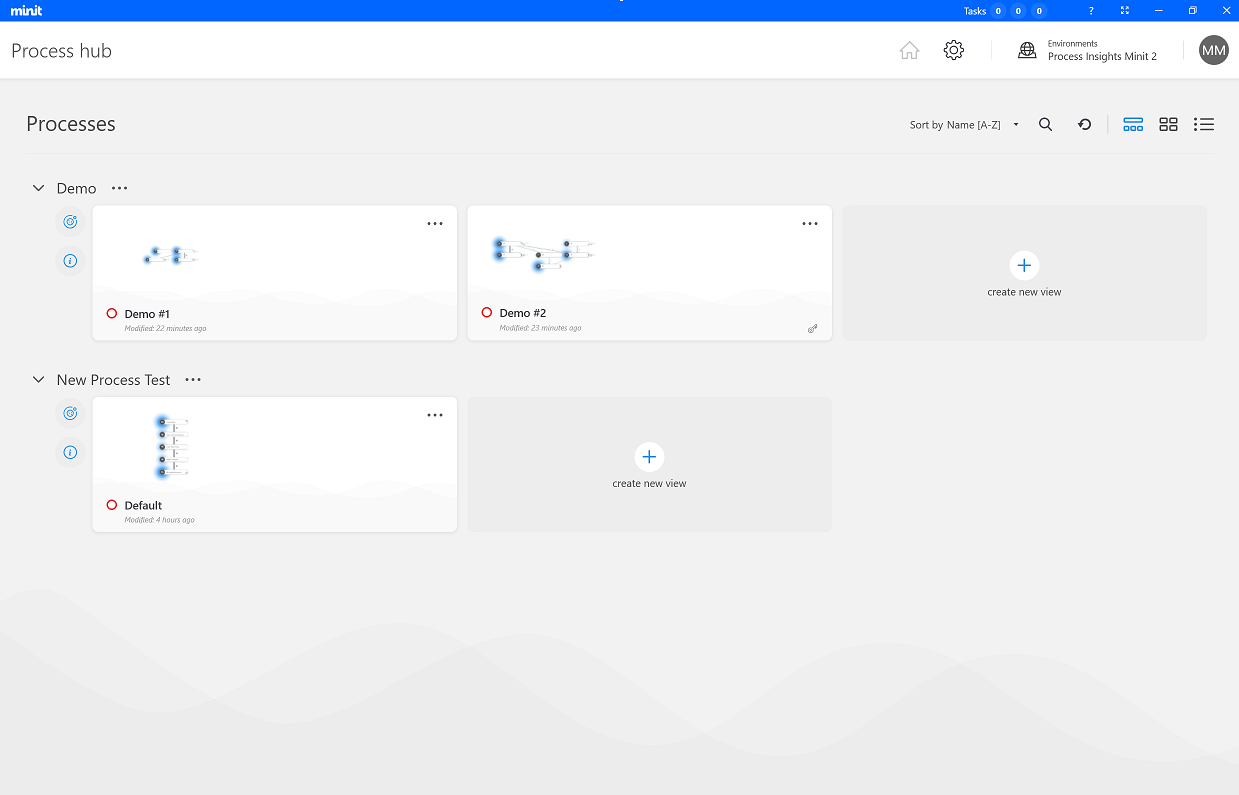 minit
Tasks 0 0 0 ?
Process hub
Environments
Process Insights Minit 2
MM
Processes
Sort by Name [A-Z]
Demo
Demo #1
Modified: 22 minutes ago
Demo #2
Modified: 23 minutes ago
create new view
New Process Test
Default
Modified: 4 hours ago
create new view